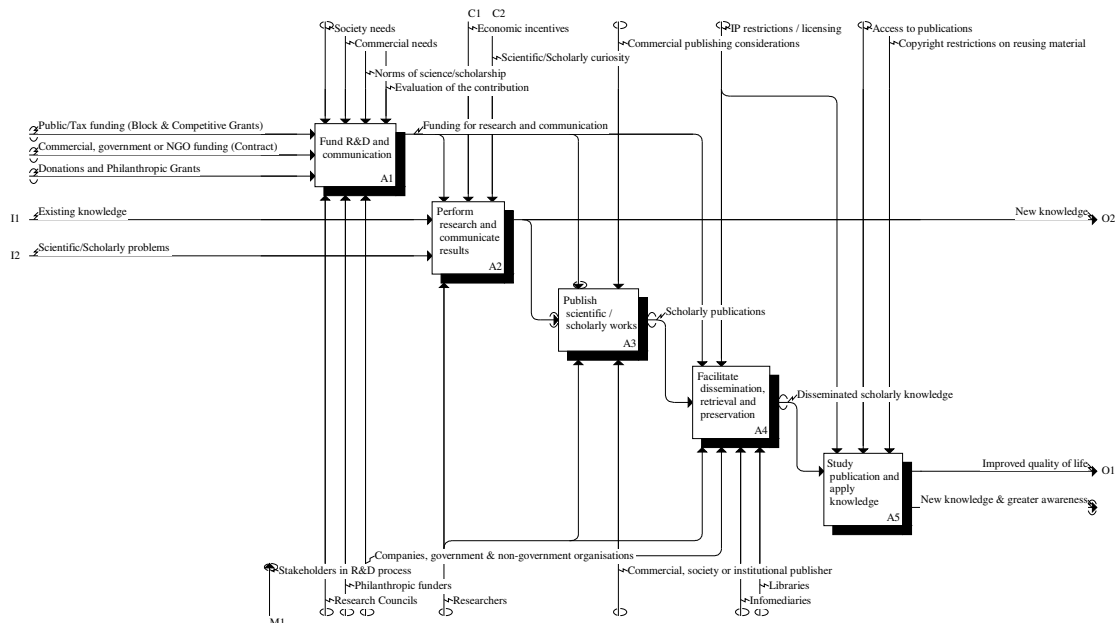 C1 C2
Society needs
Economic incentives
IP restrictions / licensing
Access to publications
Commercial needs
Commercial publishing considerations
Copyright restrictions on reusing material
Scientific/Scholarly curiosity
Norms of science/scholarship
Evaluation of the contribution
Public/Tax funding (Block & Competitive Grants)
Funding for research and communication
Commercial, government or NGO funding (Contract)
Donations and Philanthropic Grants
Fund R&D and
communication
A1
I1
Existing knowledge
New knowledge
O2
I2
Scientific/Scholarly problems
Perform
research and
communicate
results
A2
Publish
scientific /
scholarly works
A3
Scholarly publications
Facilitate
dissemination,
retrieval and
preservation
A4
Disseminated scholarly knowledge
Study
publication and
apply
knowledge
A5
Improved quality of life
O1
New knowledge & greater awareness
Companies, government & non-government organisations
Stakeholders in R&D process
Commercial, society or institutional publisher
Philanthropic funders
Libraries
Research Councils
Researchers
Infomediaries
M1